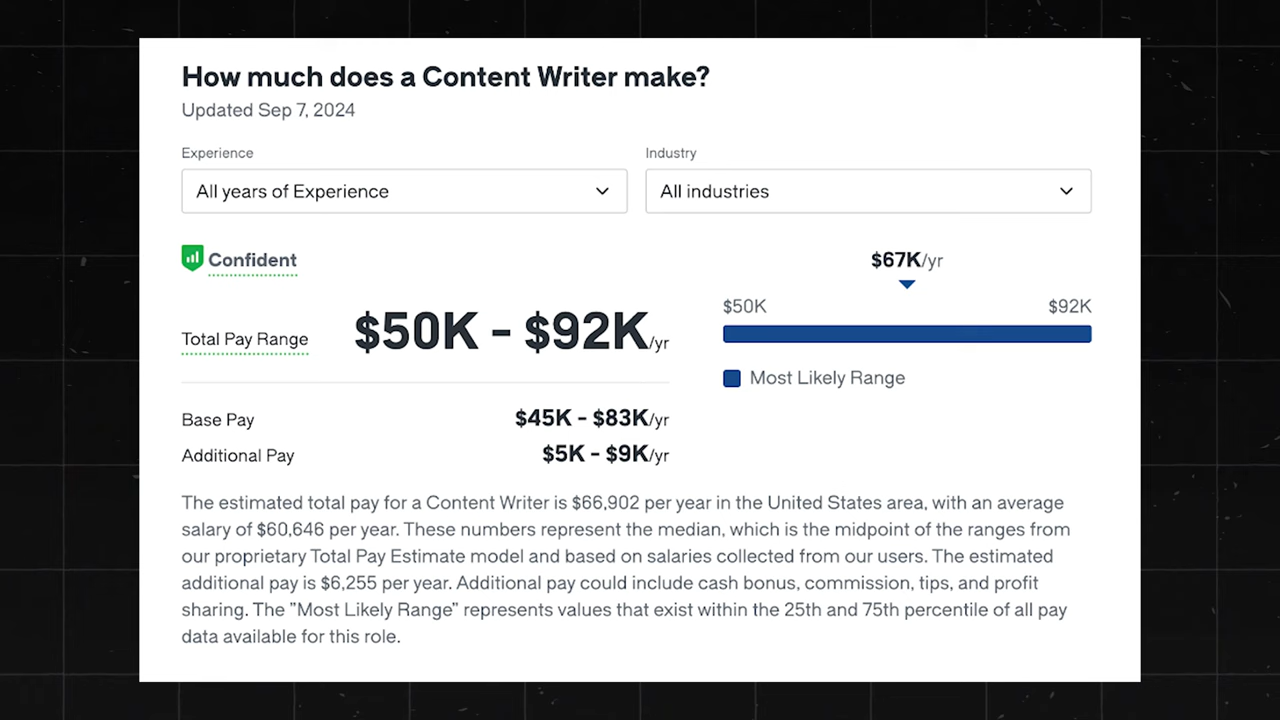 How much does a Content Writer make?
Updated Sep 7, 2024
Experience
Industry
All years of Experience
All industries
Confident
$67K/yr
$50K
$92K
Total Pay Range
$50K - $92K/yr
Most Likely Range
Base Pay
$45K - $83K/yr
Additional Pay
$5K - $9K/yr
The estimated total pay for a Content Writer is $66,902 per year in the United States area, with an average
salary of $60,646 per year. These numbers represent the median, which is the midpoint of the ranges from
our proprietary Total Pay Estimate model and based on salaries collected from our users. The estimated
additional pay is $6,255 per year. Additional pay could include cash bonus, commission, tips, and profit
sharing. The "Most Likely Range" represents values that exist within the 25th and 75th percentile of all pay
data available for this role.